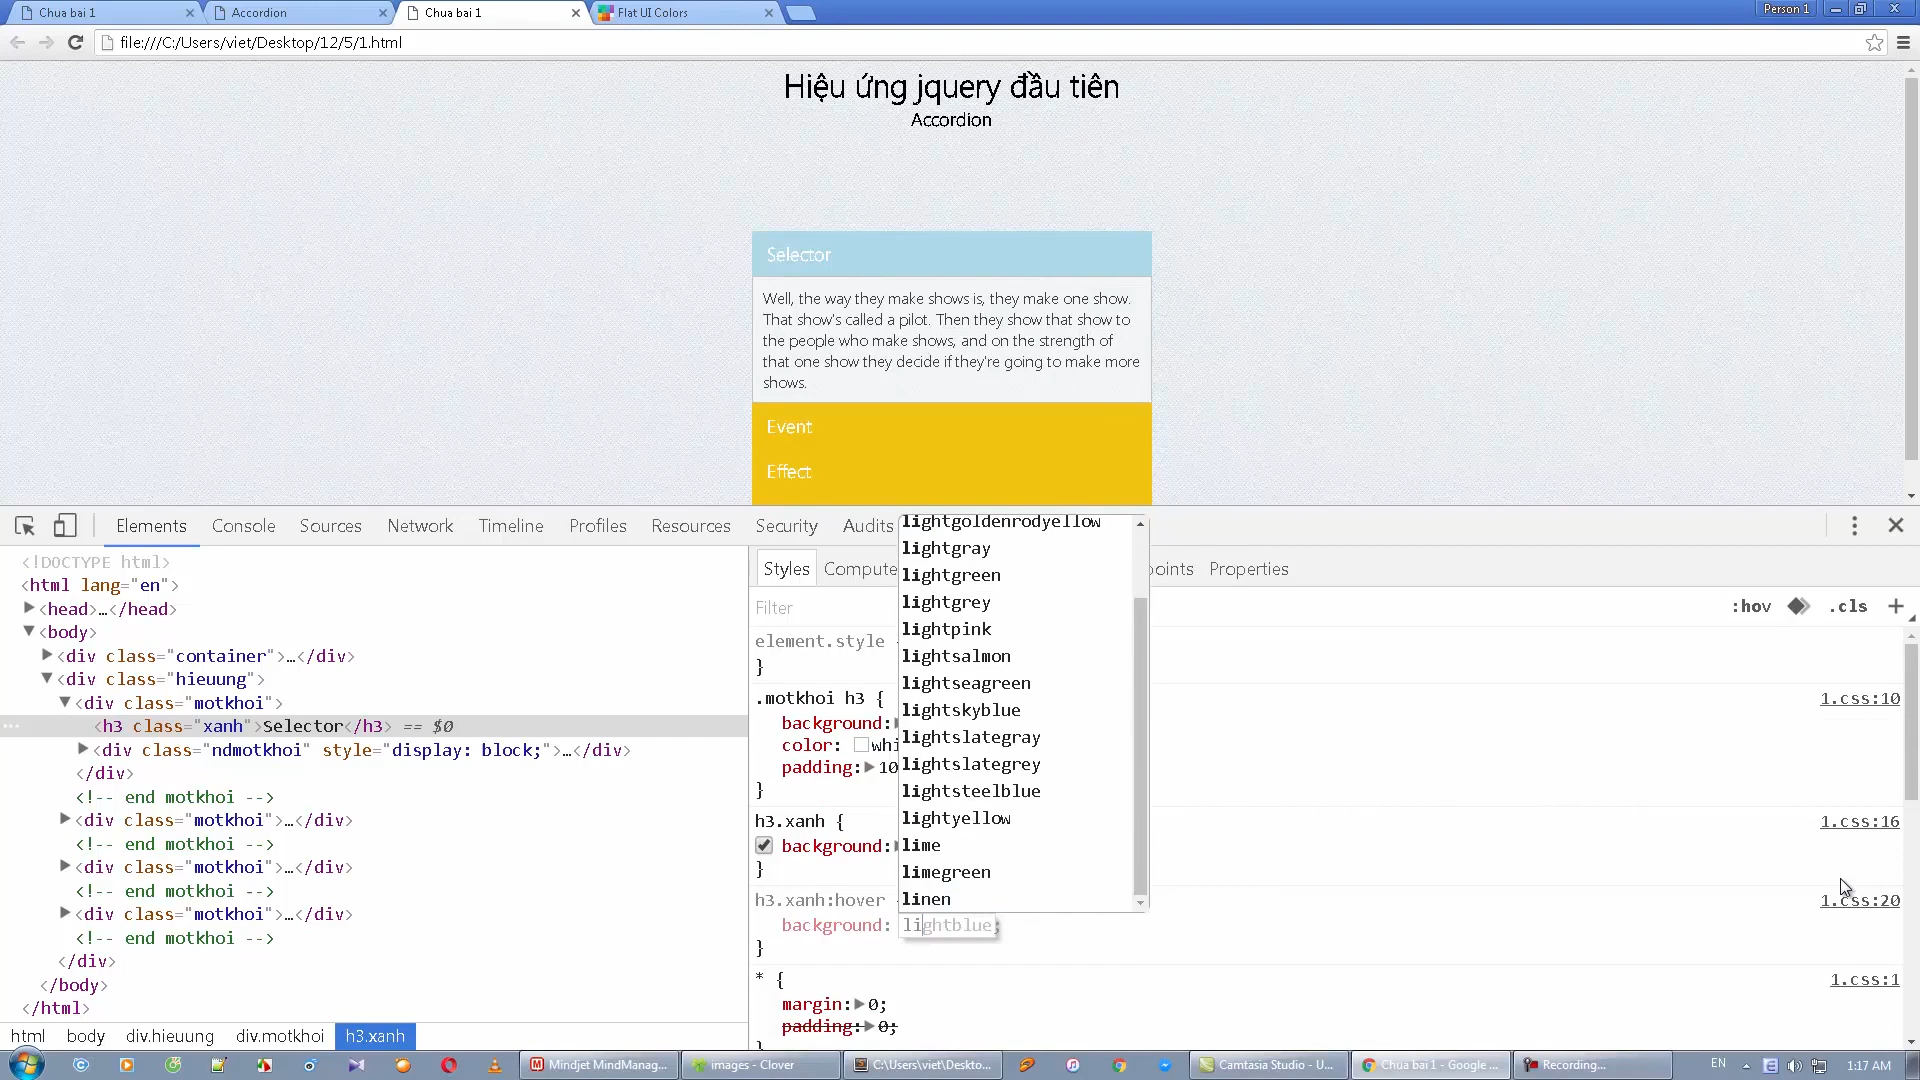 Chua bai 1
Accordion
Chua bai 1
Flat UI Colors
Person 1
file:///C:/Users/viet/Desktop/12/5/1.html
Hiệu ứng jquery đầu tiên
Accordion
Selector
Well, the way they make shows is, they make one show.
That show's called a pilot. Then they show that show to
the people who make shows, and on the strength of
that one show they decide if they're going to make more
shows.
Event
Effect
Elements Console Sources Network Timeline Profiles Resources Security Audits
<!DOCTYPE html>
<html lang="en">
<head>…</head>
<body>
<div class="container">…</div>
<div class="hieuung">
<div class="motkhoi">
<h3 class="xanh">Selector</h3> == $0
<div class="ndmotkhoi" style="display: block;">…</div>
</div>
<!-- end motkhoi -->
<div class="motkhoi">…</div>
<!-- end motkhoi -->
<div class="motkhoi">…</div>
<!-- end motkhoi -->
<div class="motkhoi">…</div>
<!-- end motkhoi -->
</div>
</body>
</html>
html body div.hieuung div.motkhoi h3.xanh
Styles Compute points Properties
Filter :hov .cls +
element.style
}
.motkhoi h3 { 1.css:10
background:
color: whi
padding: 10
}
h3.xanh { 1.css:16
background:
}
h3.xanh:hover 1.css:20
background: lightblue;
}
* { 1.css:1
margin: 0;
padding: 0;
}
lightgoldenrodyellow
lightgray
lightgreen
lightgrey
lightpink
lightsalmon
lightseagreen
lightskyblue
lightslategray
lightslategrey
lightsteelblue
lightyellow
lime
limegreen
linen
Mindjet MindManag...
images - Clover
C:\Users\viet\Deskto...
Camtasia Studio - U...
Chua bai 1 - Google ...
Recording...
EN
1:17 AM